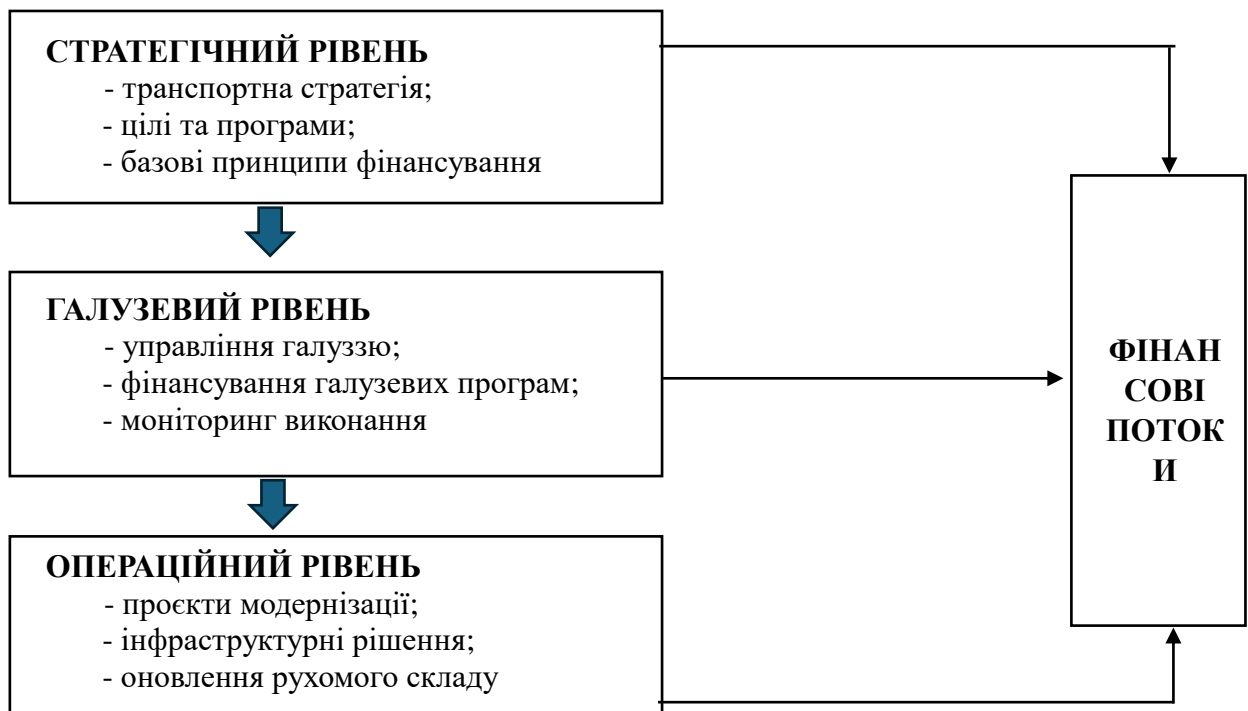 СТРАТЕГІЧНИЙ РІВЕНЬ
- транспортна стратегія;
- цілі та програми;
- базові принципи фінансування
ГАЛУЗЕВИЙ РІВЕНЬ
- управління галуззю;
- фінансування галузевих програм;
- моніторинг виконання
ОПЕРАЦІЙНИЙ РІВЕНЬ
- проєкти модернізації;
- інфраструктурні рішення;
- оновлення рухомого складу
ФІНАН
СОВІ
ПОТОК
И